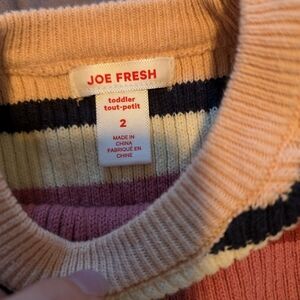 JOE FRESH
toddler
tout-petit
2
MADE IN
CHINA
FABRIQUÉ EN
CHINE